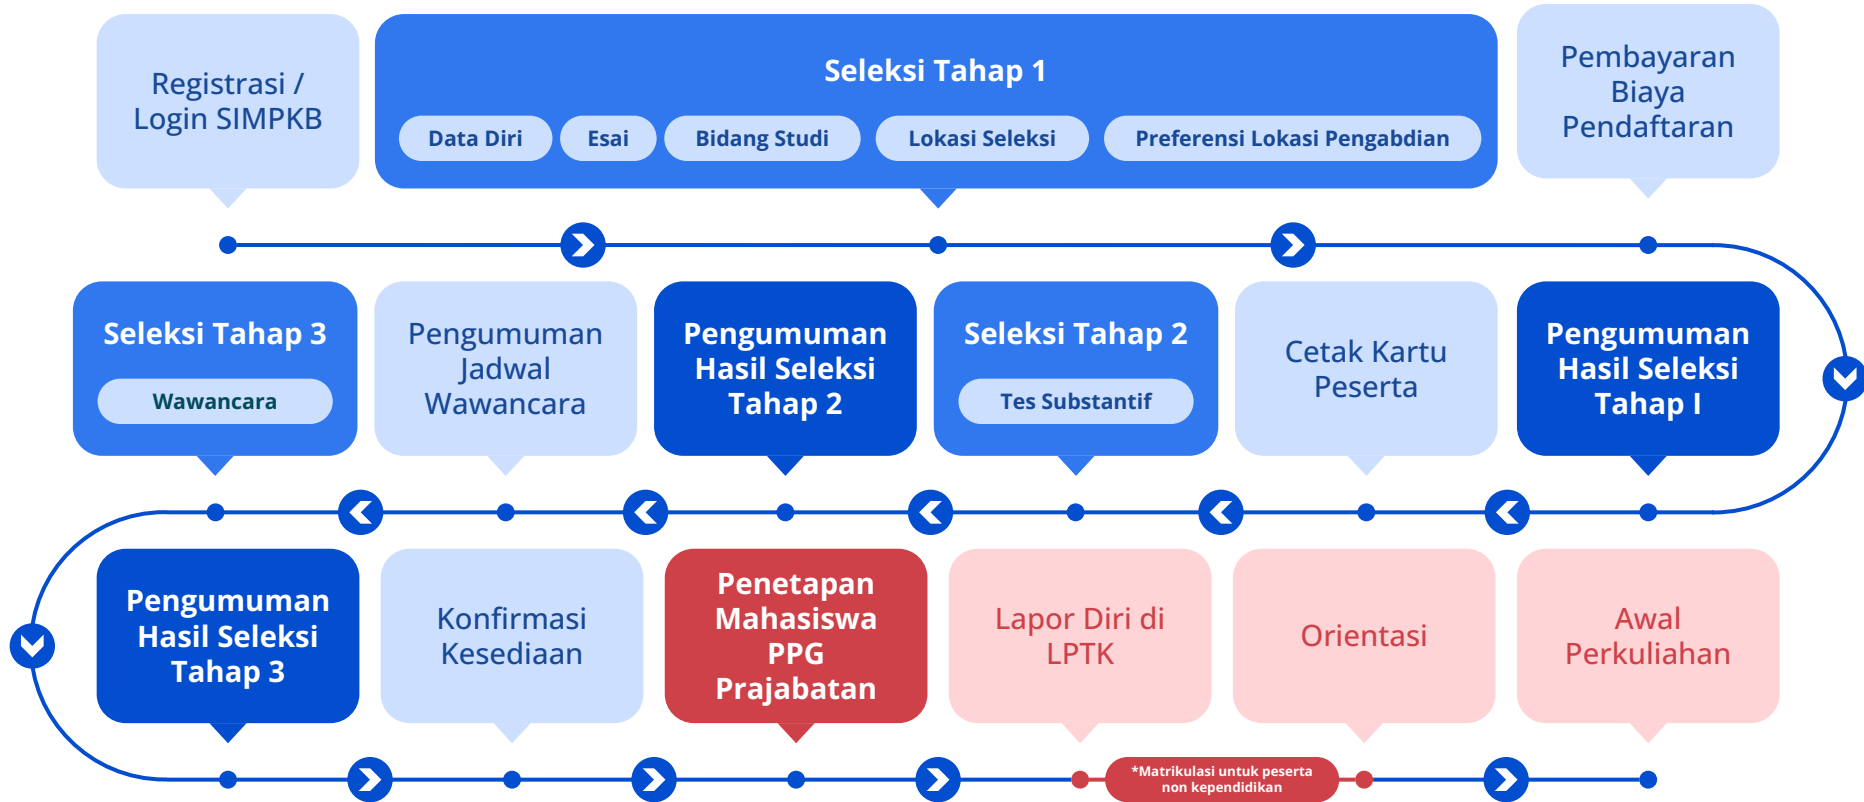 Registrasi /
Login SIMPKB
Seleksi Tahap 1
Data Diri
Esai
Bidang Studi
Lokasi Seleksi
Preferensi Lokasi Pengabdian
Pembayaran
Biaya
Pendaftaran
Pengumuman
Hasil Seleksi
Tahap I
Cetak Kartu
Peserta
Seleksi Tahap 2
Tes Substantif
Pengumuman
Hasil Seleksi
Tahap 2
Pengumuman
Jadwal
Wawancara
Seleksi Tahap 3
Wawancara
Pengumuman
Hasil Seleksi
Tahap 3
Konfirmasi
Kesediaan
Penetapan
Mahasiswa
PPG
Prajabatan
Lapor Diri di
LPTK
*Matrikulasi untuk peserta
non kependidikan
Orientasi
Awal
Perkuliahan